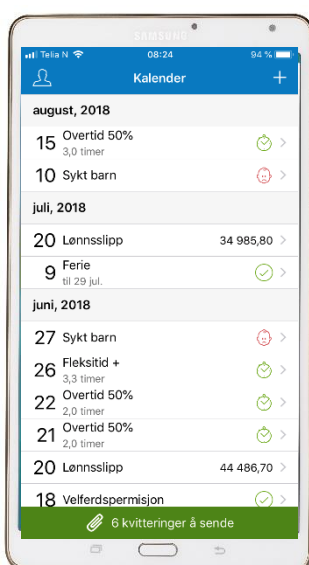 SAMSUNG
Telia N 08:24 94 %
Kalender +
august, 2018
15 Overtid 50%
3,0 timer
10 Sykt barn
juli, 2018
20 Lønnsslipp 34 985,80
9 Ferie
til 29 jul.
juni, 2018
27 Sykt barn
26 Fleksitid +
3,3 timer
22 Overtid 50%
2,0 timer
21 Overtid 50%
2,0 timer
20 Lønnsslipp 44 486,70
18 Velferdspermisjon
6 kvitteringer å sende